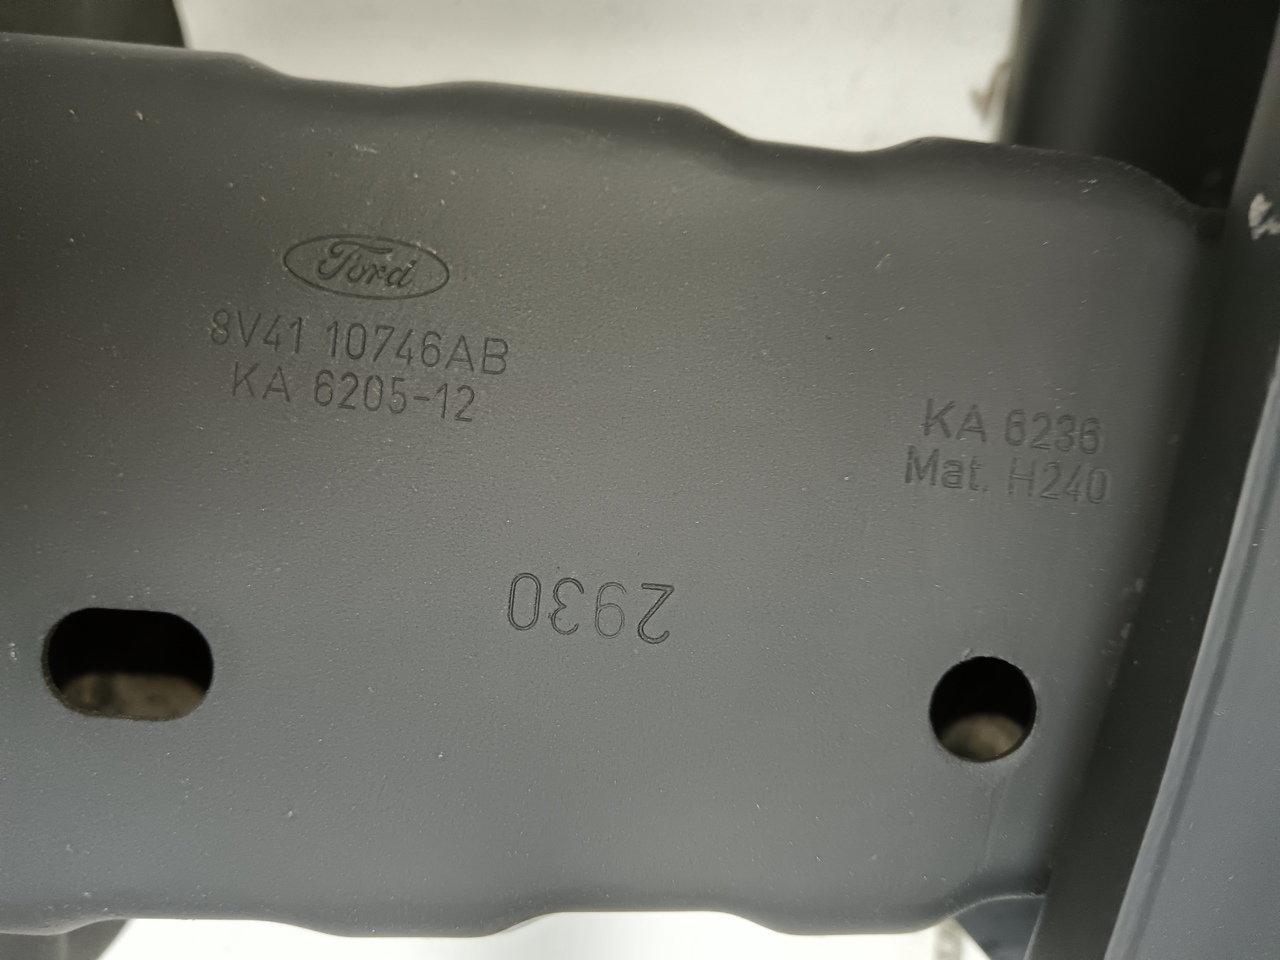 Ford
8V41 10746AB
KA 6205-12
KA 6236
Mat. H240
2930